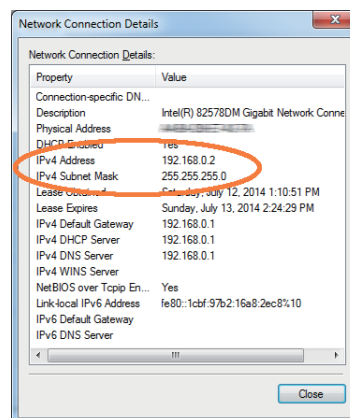 Network Connection Details
Network Connection Details:
Property Value
Connection-specific DN...
Description Intel(R) 82578DM Gigabit Network Conne
Physical Address
DHCP Enabled Yes
IPv4 Address 192.168.0.2
IPv4 Subnet Mask 255.255.255.0
Lease Obtained Saturday, July 12, 2014 1:10:51 PM
Lease Expires Sunday, July 13, 2014 2:24:29 PM
IPv4 Default Gateway 192.168.0.1
IPv4 DHCP Server 192.168.0.1
IPv4 DNS Server 192.168.0.1
IPv4 WINS Server
NetBIOS over Tcpip En... Yes
Link-local IPv6 Address fe80::1cbf:97b2:16a8:2ec8%10
IPv6 Default Gateway
IPv6 DNS Server
Close